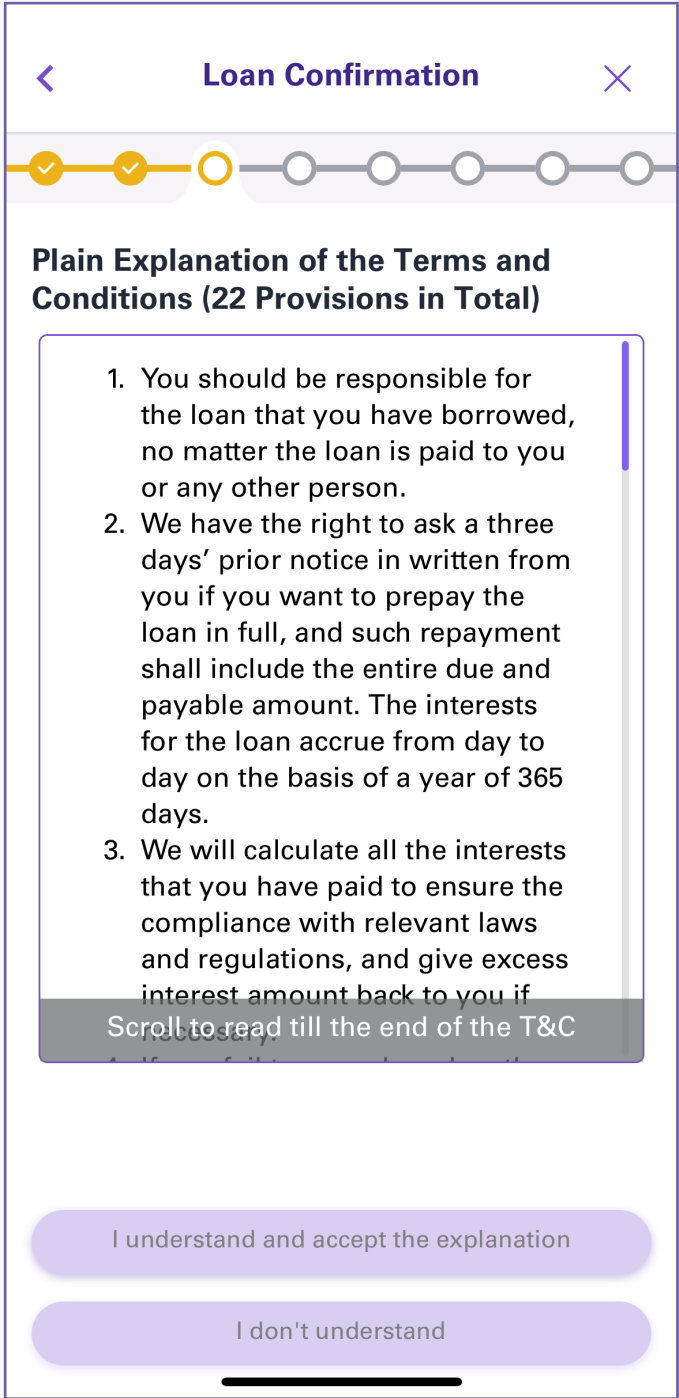 Loan Confirmation
Plain Explanation of the Terms and
Conditions (22 Provisions in Total)
1. You should be responsible for
the loan that you have borrowed,
no matter the loan is paid to you
or any other person.
2. We have the right to ask a three
days’ prior notice in written from
you if you want to prepay the
loan in full, and such repayment
shall include the entire due and
payable amount. The interests
for the loan accrue from day to
day on the basis of a year of 365
days.
3. We will calculate all the interests
that you have paid to ensure the
compliance with relevant laws
and regulations, and give excess
interest amount back to you if
necessary.
Scroll to read till the end of the T&C
I understand and accept the explanation
I don't understand